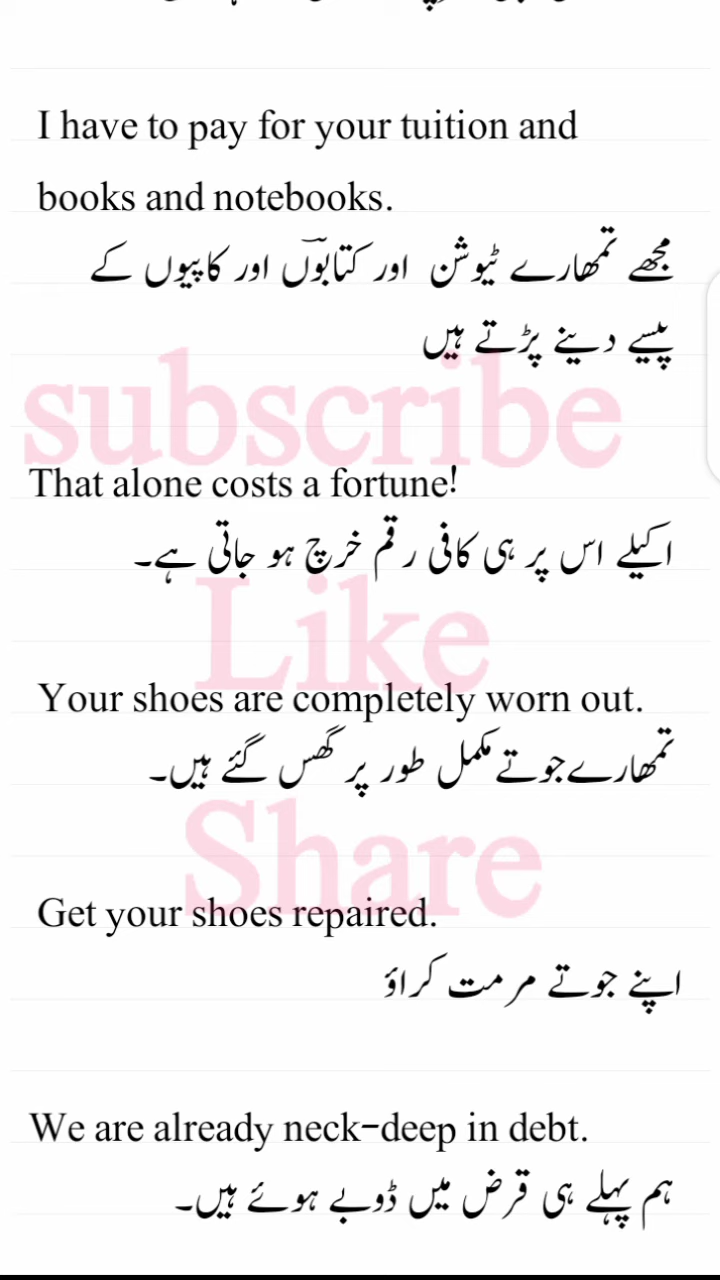 I have to pay for your tuition and
books and notebooks.
مجھے تمھارے ٹیوشن اور کتابوںؔ اور کاپیوں کے
پیسے دینے پڑتے ہیں
subscribe
That alone costs a fortune!
اکیلے اس پر ہی کافی رقم خرچ ہو جاتی ہے۔
Like
Your shoes are completely worn out.
تمھارے جوتے مکمل طور پر گھس گئے ہیں۔
Share
Get your shoes repaired.
اپنے جوتے مرمت کراؤ
We are already neck-deep in debt.
ہم پہلے ہی قرض میں ڈوبے ہوئے ہیں۔